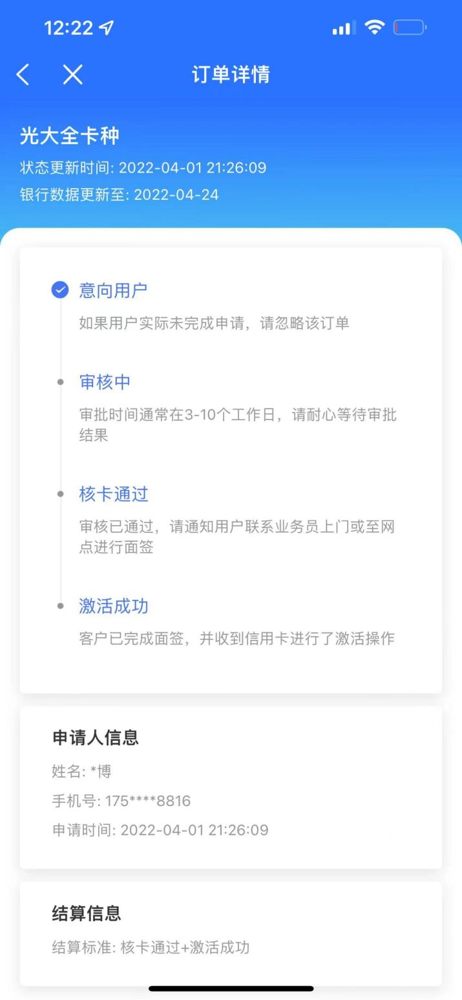 12:22
订单详情
光大全卡种
状态更新时间: 2022-04-01 21:26:09
银行数据更新至: 2022-04-24
意向用户
如果用户实际未完成申请，请忽略该订单
审核中
审批时间通常在3-10个工作日，请耐心等待审批
结果
核卡通过
审核已通过，请通知用户联系业务员上门或至网
点进行面签
激活成功
客户已完成面签，并收到信用卡进行了激活操作
申请人信息
姓名: *博
手机号: 175****8816
申请时间: 2022-04-01 21:26:09
结算信息
结算标准: 核卡通过+激活成功